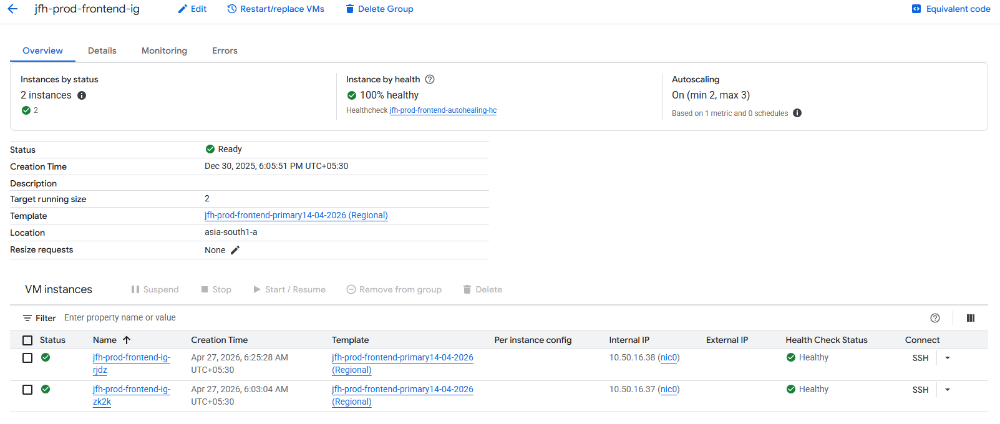 jfh-prod-frontend-ig Edit Restart/replace VMs Delete Group Equivalent code
Overview Details Monitoring Errors
Instances by status
2 instances
2
Instance by health
100% healthy
Healthcheck jfh-prod-frontend-autohealing-hc
Autoscaling
On (min 2, max 3)
Based on 1 metric and 0 schedules
Status Ready
Creation Time Dec 30, 2025, 6:05:51 PM UTC+05:30
Description
Target running size 2
Template jfh-prod-frontend-primary14-04-2026 (Regional)
Location asia-south1-a
Resize requests None
VM instances Suspend Stop Start / Resume Remove from group Delete
Filter Enter property name or value
Status Name Creation Time Template Per instance config Internal IP External IP Health Check Status Connect
jfh-prod-frontend-ig- Apr 27, 2026, 6:25:28 AM jfh-prod-frontend-primary14-04-2026 10.50.16.38 (nic0) Healthy SSH
rjdz UTC+05:30 (Regional)
jfh-prod-frontend-ig- Apr 27, 2026, 6:03:04 AM jfh-prod-frontend-primary14-04-2026 10.50.16.37 (nic0) Healthy SSH
zk2k UTC+05:30 (Regional)